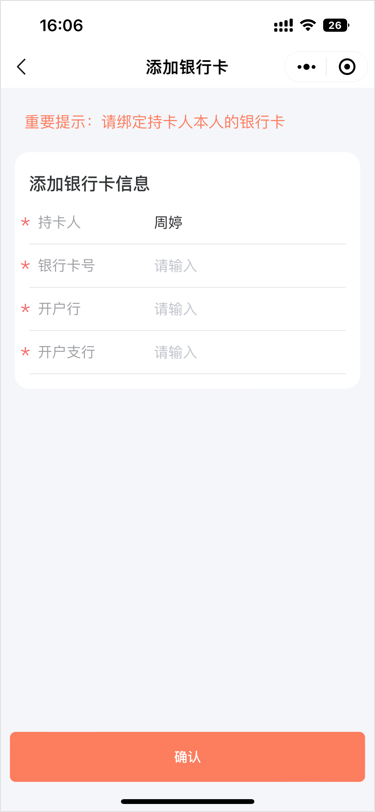 16:06
26
添加银行卡
重要提示：请绑定持卡人本人的银行卡
添加银行卡信息
* 持卡人 周婷
* 银行卡号 请输入
* 开户行 请输入
* 开户支行 请输入
确认